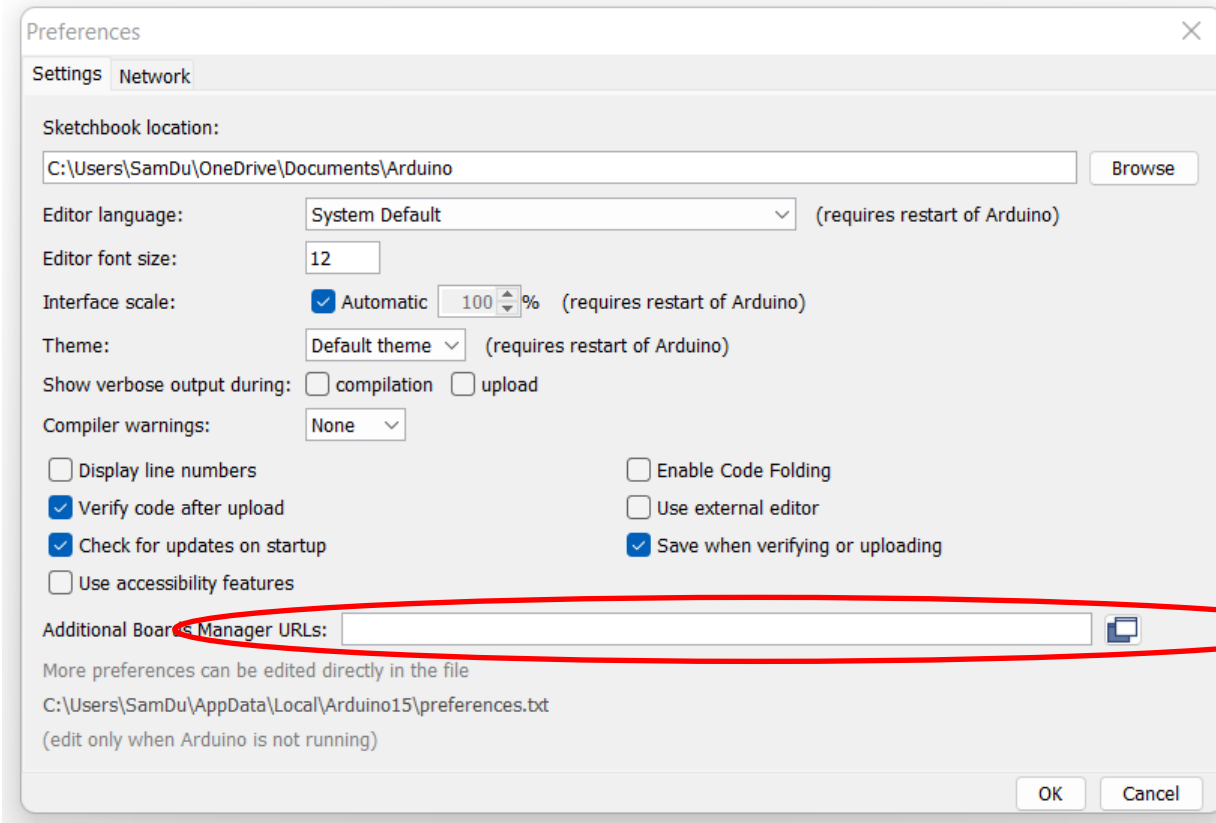 Preferences
Settings Network
Sketchbook location:
C:\Users\SamDu\OneDrive\Documents\Arduino Browse
Editor language: System Default (requires restart of Arduino)
Editor font size: 12
Interface scale: Automatic 100 % (requires restart of Arduino)
Theme: Default theme (requires restart of Arduino)
Show verbose output during: compilation upload
Compiler warnings: None
Display line numbers Enable Code Folding
Verify code after upload Use external editor
Check for updates on startup Save when verifying or uploading
Use accessibility features
Additional Boards Manager URLs:
More preferences can be edited directly in the file
C:\Users\SamDu\AppData\Local\Arduino15\preferences.txt
(edit only when Arduino is not running)
OK Cancel